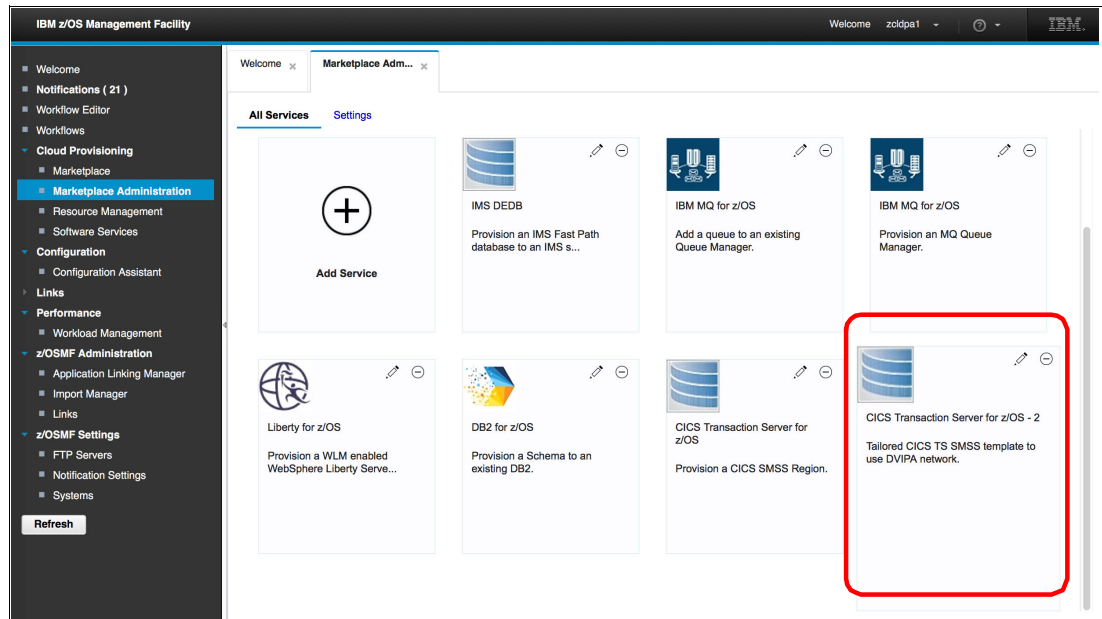 IBM z/OS Management Facility
Welcome zcldpa1
IBM.
Welcome
Notifications ( 21 )
Workflow Editor
Workflows
Cloud Provisioning
Marketplace
Marketplace Administration
Resource Management
Software Services
Configuration
Configuration Assistant
Links
Performance
Workload Management
z/OSMF Administration
Application Linking Manager
Import Manager
Links
z/OSMF Settings
FTP Servers
Notification Settings
Systems
Refresh
Welcome
Marketplace Adm...
All Services
Settings
Add Service
IMS DEDB
Provision an IMS Fast Path
database to an IMS s...
IBM MQ for z/OS
Add a queue to an existing
Queue Manager.
IBM MQ for z/OS
Provision an MQ Queue
Manager.
Liberty for z/OS
Provision a WLM enabled
WebSphere Liberty Serve...
DB2 for z/OS
Provision a Schema to an
existing DB2.
CICS Transaction Server for
z/OS
Provision a CICS SMSS Region.
CICS Transaction Server for z/OS - 2
Tailored CICS TS SMSS template to
use DVIPA network.